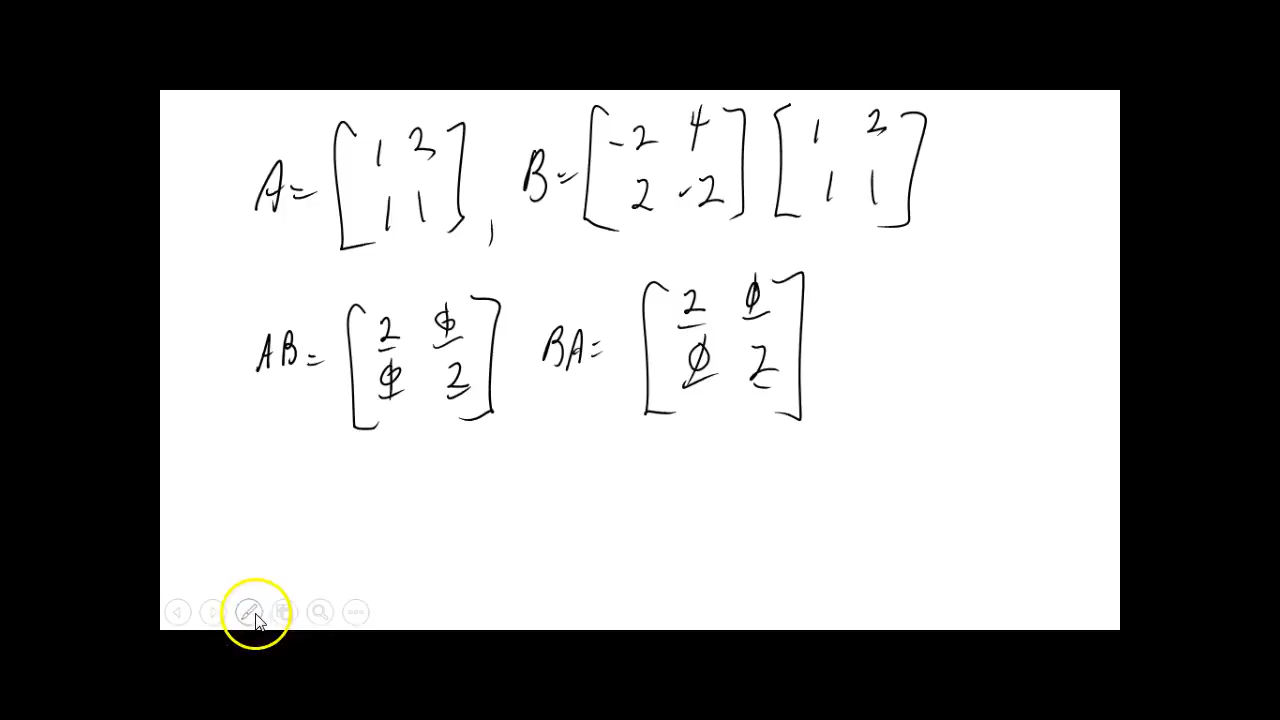 A = [ 1 2 ; 1 1 ] , B = [ -2 4 ; 2 -2 ] [ 1 2 ; 1 1 ]
AB = [ 2 0 ; 0 2 ] BA = [ 2 0 ; 0 2 ]